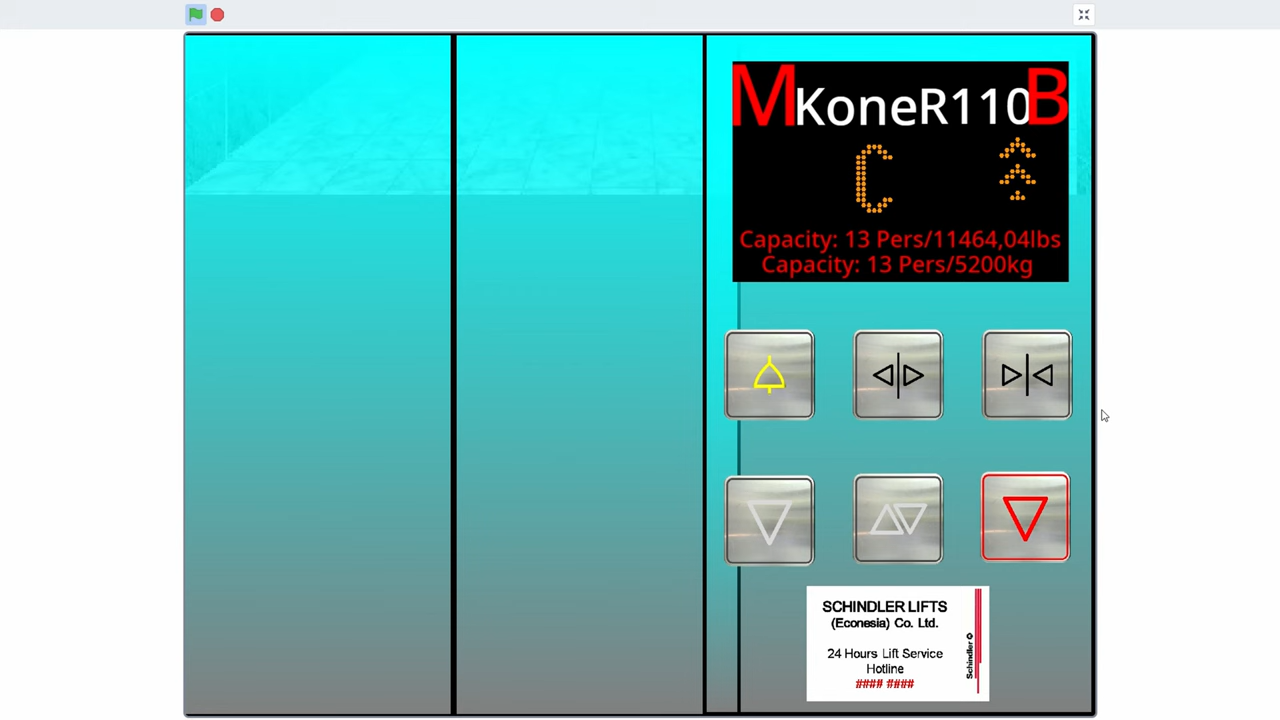 MKoneR110B
C
Capacity: 13 Pers/11464,04lbs
Capacity: 13 Pers/5200kg
SCHINDLER LIFTS
(Econesia) Co. Ltd.
24 Hours Lift Service
Hotline
#### ####
Schindler